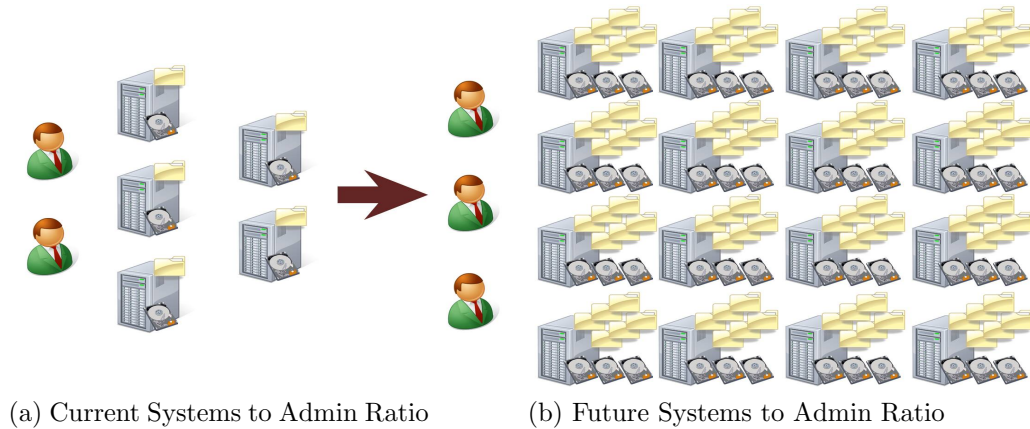 (a) Current Systems to Admin Ratio
(b) Future Systems to Admin Ratio